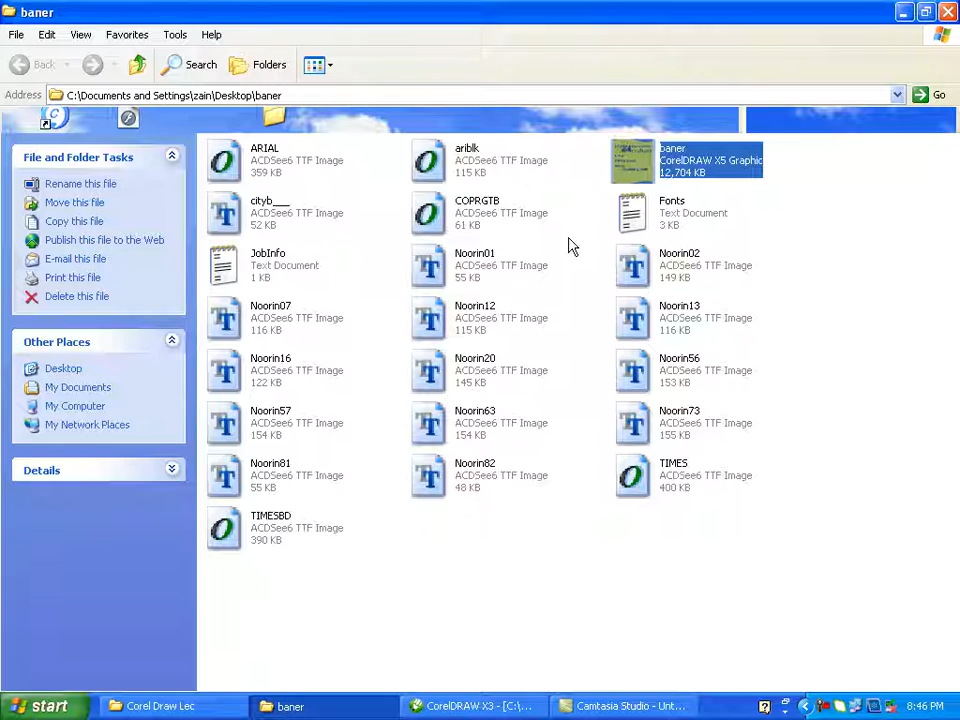 baner
File Edit View Favorites Tools Help
Back Search Folders
Address C:\Documents and Settings\zain\Desktop\baner Go
File and Folder Tasks
Rename this file
Move this file
Copy this file
Publish this file to the Web
E-mail this file
Print this file
Delete this file
Other Places
Desktop
My Documents
My Computer
My Network Places
Details
ARIAL
ACDSee6 TTF Image
359 KB
ariblk
ACDSee6 TTF Image
115 KB
baner
CorelDRAW X5 Graphic
12,704 KB
cityb___
ACDSee6 TTF Image
52 KB
COPRGTB
ACDSee6 TTF Image
61 KB
Fonts
Text Document
3 KB
JobInfo
Text Document
1 KB
Noorin01
ACDSee6 TTF Image
55 KB
Noorin02
ACDSee6 TTF Image
149 KB
Noorin07
ACDSee6 TTF Image
116 KB
Noorin12
ACDSee6 TTF Image
115 KB
Noorin13
ACDSee6 TTF Image
116 KB
Noorin16
ACDSee6 TTF Image
122 KB
Noorin20
ACDSee6 TTF Image
145 KB
Noorin56
ACDSee6 TTF Image
153 KB
Noorin57
ACDSee6 TTF Image
154 KB
Noorin63
ACDSee6 TTF Image
154 KB
Noorin73
ACDSee6 TTF Image
155 KB
Noorin81
ACDSee6 TTF Image
55 KB
Noorin82
ACDSee6 TTF Image
48 KB
TIMES
ACDSee6 TTF Image
400 KB
TIMESBD
ACDSee6 TTF Image
390 KB
start Corel Draw Lec baner CorelDRAW X3 - [C:\... Camtasia Studio - Unt... 8:46 PM